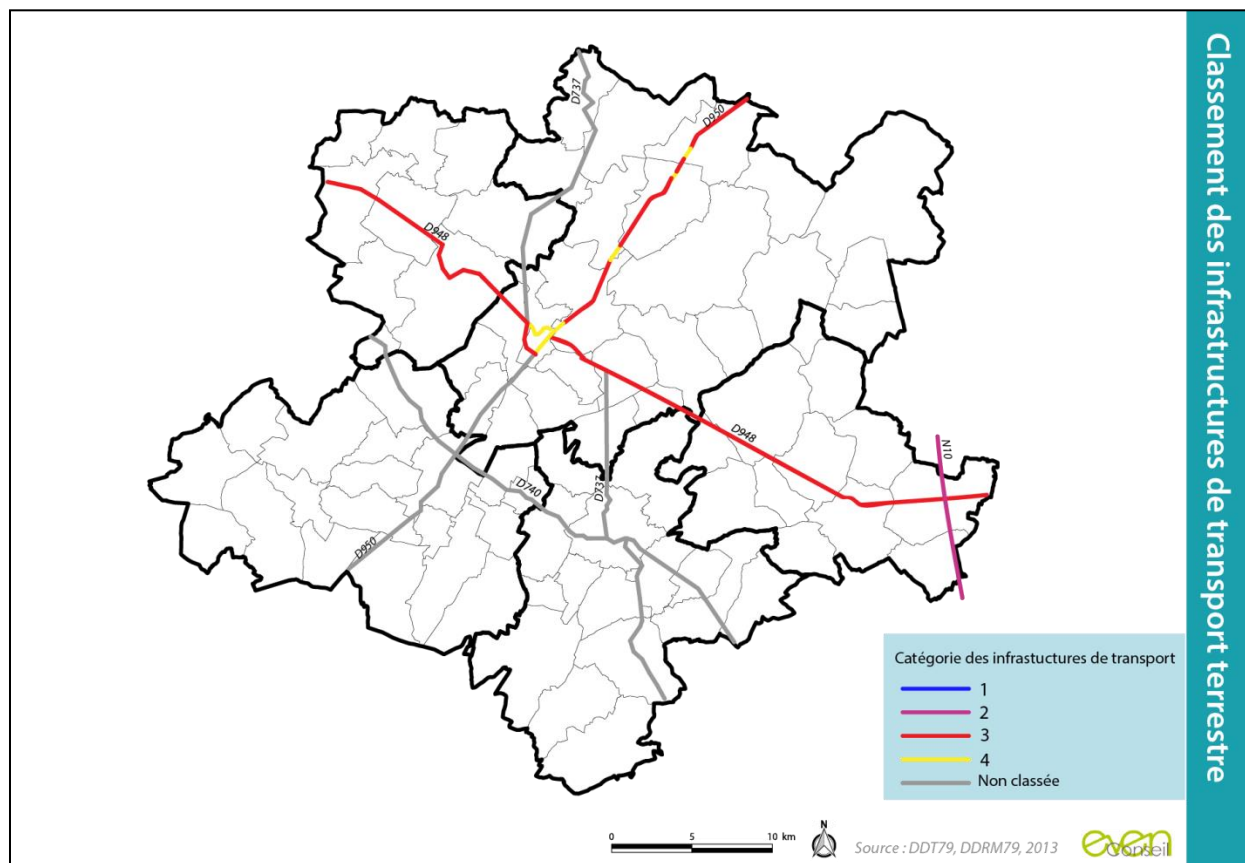 Classement des infrastructures de transport terrestre
D737
D950
D948
D948
N10
D737
D740
D950
Catégorie des infrastuctures de transport
1
2
3
4
Non classée
0 5 10 km
N
Source : DDT79, DDRM79, 2013
even
Conseil